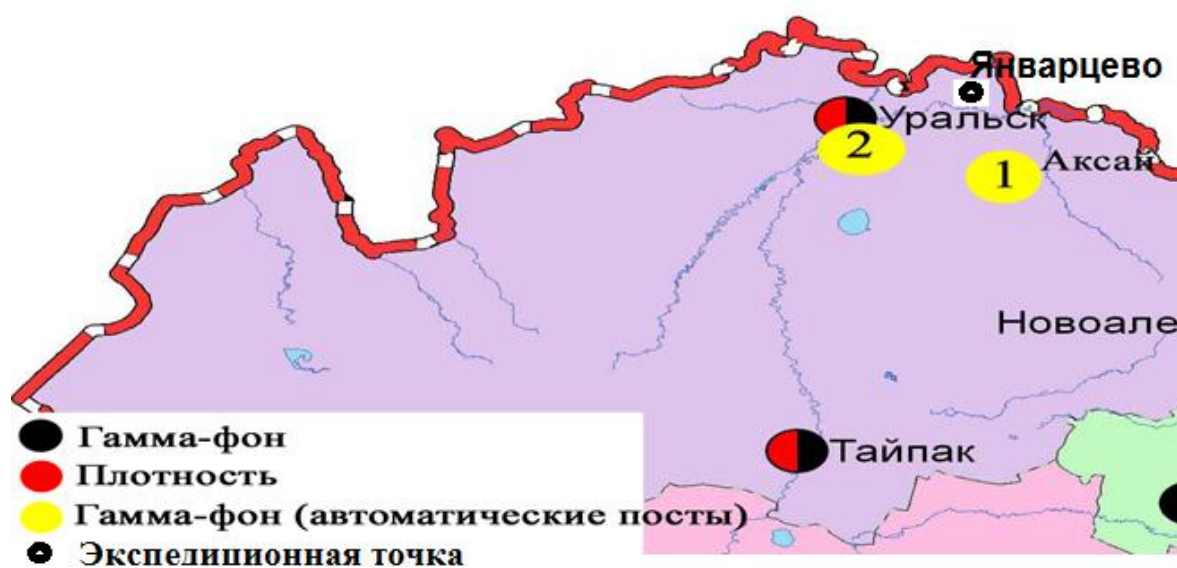 Январцево
Уральск
2
1
Аксай
Новоале
Тайпак
Гамма-фон
Плотность
Гамма-фон (автоматические посты)
Экспедиционная точка